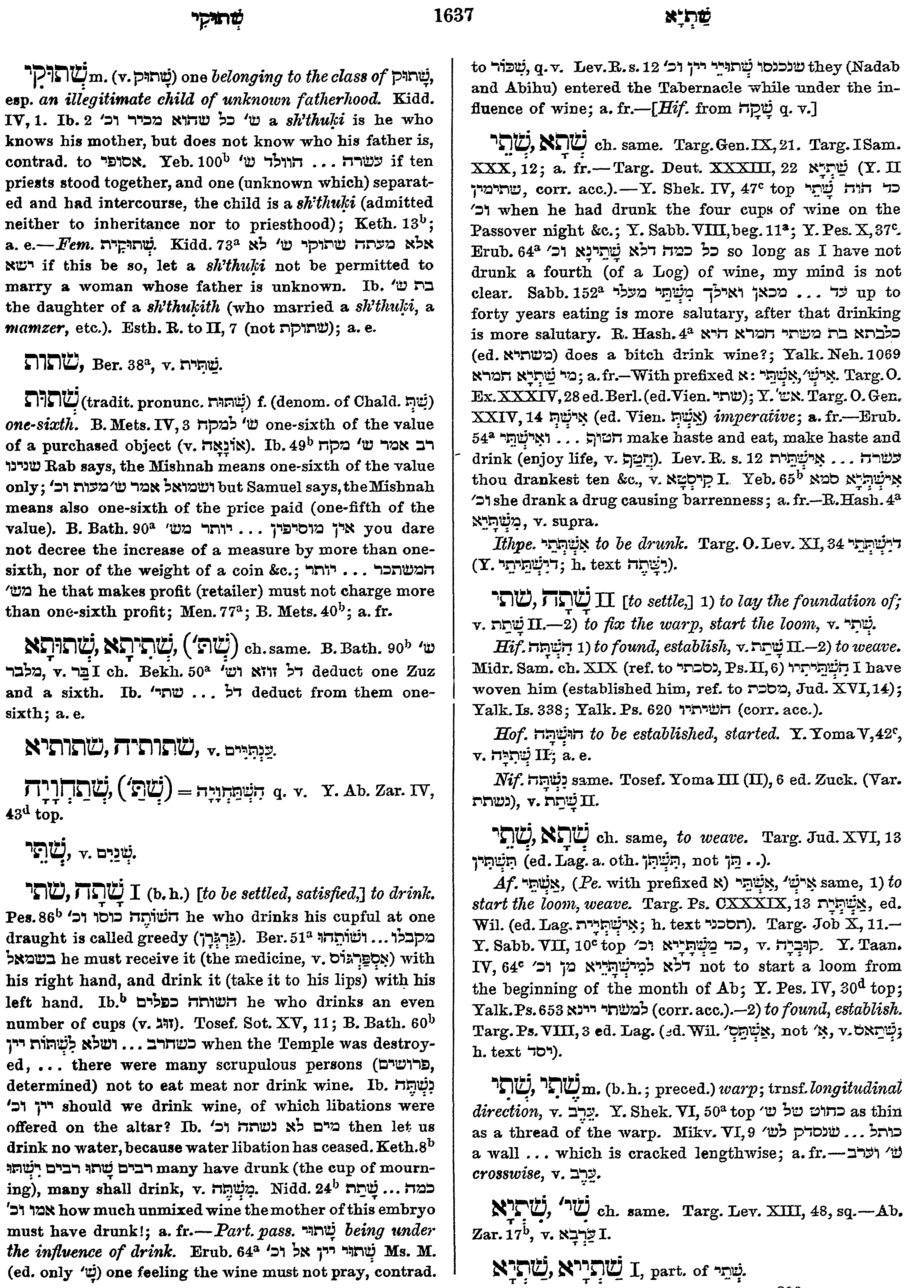 שְׁתוּקִי 1637 שַׁתְיָא
שְׁתוּקִי m. (v. שָׁתוּק) one belonging to the class of שָׁתוּק,
esp. an illegitimate child of unknown fatherhood. Kidd.
IV, 1. Ib. 2 ש' כל שהוא מכיר וכ' a sh'thuḳi is he who
knows his mother, but does not know who his father is,
contrad. to אסופי. Yeb. 100ᵇ עשרה ... הוולד ש' if ten
priests stood together, and one (unknown which) separat-
ed and had intercourse, the child is a sh'thuḳi (admitted
neither to inheritance nor to priesthood); Keth. 13ᵇ;
a. e.—Fem. שְׁתוּקִית. Kidd. 73ᵃ אלא מעתה שתוקי ש' לא
ישא if this be so, let a sh'thuḳi not be permitted to
marry a woman whose father is unknown. Ib. בת ש'
the daughter of a sh'thuḳith (who married a sh'thuḳi, a
mamzer, etc.). Esth. R. to II, 7 (not שתוקת); a. e.
שתות, Ber. 38ᵃ, v. שַׁתִּית.
שְׁתוּת (tradit. pronunc. שְׁתוּת) f. (denom. of Chald. שְׁת)
one-sixth. B. Mets. IV, 3 ש' למקח one-sixth of the value
of a purchased object (v. אוֹנָאָה). Ib. 49ᵇ רב אמר ש' מקח
שנינו Rab says, the Mishnah means one-sixth of the value
only; ושמואל אמר ש' מעות וכ' but Samuel says, the Mishnah
means also one-sixth of the price paid (one-fifth of the
value). B. Bath. 90ᵃ אין מוסיפין ... יותר מש' you dare
not decree the increase of a measure by more than one-
sixth, nor of the weight of a coin &c.; המשתכר ... יותר
מש' he that makes profit (retailer) must not charge more
than one-sixth profit; Men. 77ᵃ; B. Mets. 40ᵇ; a. fr.
שְׁתוּתָא, שְׁתִיתָא, (שְׁתּ') ch. same. B. Bath. 90ᵇ ש'
מלבר, v. בַּר I ch. Bekh. 50ᵃ דל זוזא וש' deduct one Zuz
and a sixth. Ib. דל ... שתי' deduct from them one-
sixth; a. e.
שתותיה, שתותיא, v. עֲנְתִּיִּים.
שְׁתַחְוָיָה, (שְׁתַּ') = הִשְׁתַּחְוָיָה q. v. Y. Ab. Zar. IV,
43ᵈ top.
שְׁתֵּי, v. שְׁנַיִם.
שָׁתָה, שתי I (b. h.) [to be settled, satisfied,] to drink.
Pes. 86ᵇ השותה כוסו וכ' he who drinks his cupful at one
draught is called greedy (גַּרְגְּרָן). Ber. 51ᵃ מקבלו... ושותהו
בשמאל he must receive it (the medicine, v. אַסְפַּרְגּוֹס) with
his right hand, and drink it (take it to his lips) with his
left hand. Ib.ᵇ השותה כפלים he who drinks an even
number of cups (v. זוּג). Tosef. Sot. XV, 11; B. Bath. 60ᵇ
כשחרב ... ושלא לִשְׁתּוֹת יין when the Temple was destroy-
ed, ... there were many scrupulous persons (פרושים,
determined) not to eat meat nor drink wine. Ib. נִשְׁתֶּה
יין וכ' should we drink wine, of which libations were
offered on the altar? Ib. מים לא נשתה וכ' then let us
drink no water, because water libation has ceased. Keth. 8ᵇ
רבים שָׁתוּ רבים יִשְׁתּוּ many have drunk (the cup of mourn-
ing), many shall drink, v. מִשְׁתֶּה. Nidd. 24ᵇ כמה... שָׁתַת
אמו וכ' how much unmixed wine the mother of this embryo
must have drunk!; a. fr.—Part. pass. שָׁתוּי being under
the influence of drink. Erub. 64ᵃ שָׁתוּי יין אל וכ' Ms. M.
(ed. only שָׁ') one feeling the wine must not pray, contrad.
to שִׁכּוֹר, q. v. Lev. R. s. 12 שנכנסו שְׁתוּיֵי יין וכ' they (Nadab
and Abihu) entered the Tabernacle while under the in-
fluence of wine; a. fr.—[Hif. from שָׁקָה q. v.]
שְׁתָא, שְׁתֵי ch. same. Targ. Gen. IX, 21. Targ. I Sam.
XXX, 12; a. fr.—Targ. Deut. XXXIII, 22 שָׁתְיָא (Y. II
שתימין, corr. acc.).—Y. Shek. IV, 47ᶜ top כד הוה שָׁתֵי
וכ' when he had drunk the four cups of wine on the
Passover night &c.; Y. Sabb. VIII, beg. 11ᵃ; Y. Pes. X, 37ᶜ.
Erub. 64ᵃ כל כמה דלא שָׁתֵינָא וכ' so long as I have not
drunk a fourth (of a Log) of wine, my mind is not
clear. Sabb. 152ᵃ עד ... מכאן ואילך מִשְׁתֵּי מעלי up to
forty years eating is more salutary, after that drinking
is more salutary. R. Hash. 4ᵃ כלבתא בת משתי חמרא היא
(ed. משתיא) does a bitch drink wine?; Yalk. Neh. 1069
מי שָׁתְיָא חמרא; a. fr.—With prefixed א: אִשְׁתֵּי, אִישְׁ'. Targ. O.
Ex. XXXIV, 28 ed. Berl. (ed. Vien. שתי); Y. אש'. Targ. O. Gen.
XXIV, 14 אִישְׁתְּ (ed. Vien. אִשְׁתְּ) imperative; a. fr.—Erub.
54ᵃ חטוף ... ואישתי make haste and eat, make haste and
drink (enjoy life, v. חֲטַף). Lev. R. s. 12 אישתית ... עשרה
thou drankest ten &c., v. קִיסְטָא I. Yeb. 65ᵇ אִישְׁתְּיָא סמא
וכ' she drank a drug causing barrenness; a. fr.—R. Hash. 4ᵃ
מִשְׁתַּיָּא, v. supra.
Ithpe. אִשְׁתְּתֵי to be drunk. Targ. O. Lev. XI, 34 דְּיִשְׁתְּתֵי
(Y. דְּיִשְׁתֵּיתֵי; h. text יִשָּׁתֶה).
שָׁתָה, שתי II [to settle,] 1) to lay the foundation of;
v. שָׁתַת II.—2) to fix the warp, start the loom, v. שְׁתִי.
Hif. הִשְׁתָּה 1) to found, establish, v. שָׁתַת II.—2) to weave.
Midr. Sam. ch. XIX (ref. to נסכתי, Ps. II, 6) הִשְׁתֵּיתִיו I have
woven him (established him, ref. to מסכת, Jud. XVI, 14);
Yalk. Is. 338; Yalk. Ps. 620 השיתיו (corr. acc.).
Hof. הוּשְׁתָּה to be established, started. Y. Yoma V, 42ᶜ,
v. שְׁתִיָּה II; a. e.
Nif. נִשְׁתָּה same. Tosef. Yoma III (II), 6 ed. Zuck. (Var.
נשתת), v. שָׁתַת II.
שְׁתָא, שְׁתֵי ch. same, to weave. Targ. Jud. XVI, 13
תִּשְׁתִּין (ed. Lag. a. oth. תִּשְׁתֵּן, not תַּן . .).
Af. אַשְׁתֵּי, (Pe. with prefixed א) אִשְׁתֵּי, אִישְׁ' same, 1) to
start the loom, weave. Targ. Ps. CXXXIX, 13 אַשְׁתֵּיתָ, ed.
Wil. (ed. Lag. אִישְׁתֵּיתָ; h. text תסכני). Targ. Job X, 11.—
Y. Sabb. VII, 10ᶜ top כד מַשְׁתַּיָּיא וכ', v. קוּבְיָה. Y. Taan.
IV, 64ᶜ דלא למישְׁתַּיָּיא מן וכ' not to start a loom from
the beginning of the month of Ab; Y. Pes. IV, 30ᵈ top;
Yalk. Ps. 653 למשתי יינא (corr. acc.).—2) to found, establish.
Targ. Ps. VIII, 3 ed. Lag. (ed. Wil. אַשְׁתֵּס', not א', v. שְׁתַאס;
h. text יסד).
שְׁתִי, שֶׁתִי m. (b. h.; preced.) warp; trnsf. longitudinal
direction, v. עֵרֶב. Y. Shek. VI, 50ᵃ top כחוט של ש' as thin
as a thread of the warp. Mikv. VI, 9 כותל ... שנסדק לש'
a wall ... which is cracked lengthwise; a. fr.—ש' וערב
crosswise, v. עֵרֶב.
שִׁתְיָא, שְׁי' ch. same. Targ. Lev. XIII, 48, sq.—Ab.
Zar. 17ᵇ, v. עַרְבָא I.
שַׁתְיָא, שַׁתְיָיא I, part. of שְׁתֵי.